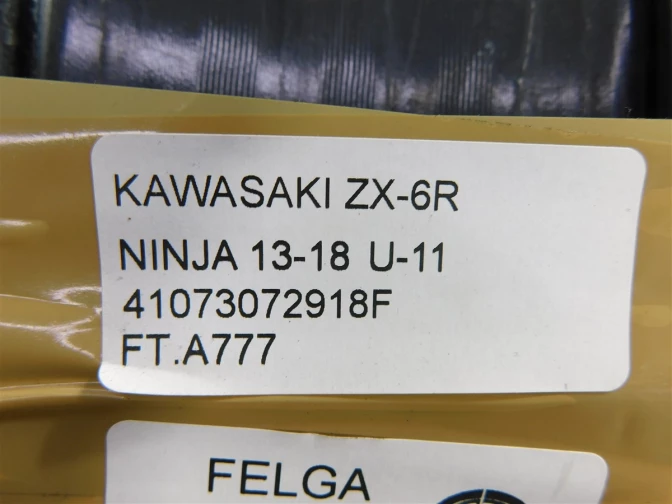 KAWASAKI ZX-6R
NINJA 13-18 U-11
41073072918F
FT.A777
FELGA